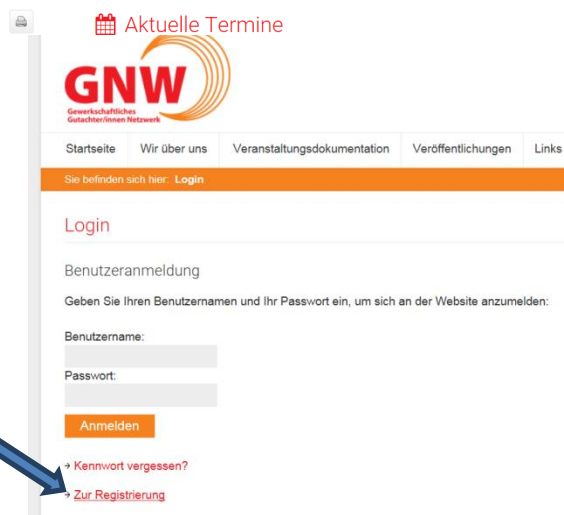 Aktuelle Termine
GNW
Gewerkschaftliches
Gutachter/innen Netzwerk
Startseite Wir über uns Veranstaltungsdokumentation Veröffentlichungen Links
Sie befinden sich hier: Login
Login
Benutzeranmeldung
Geben Sie Ihren Benutzernamen und Ihr Passwort ein, um sich an der Website anzumelden:
Benutzername:
Passwort:
Anmelden
Kennwort vergessen?
Zur Registrierung